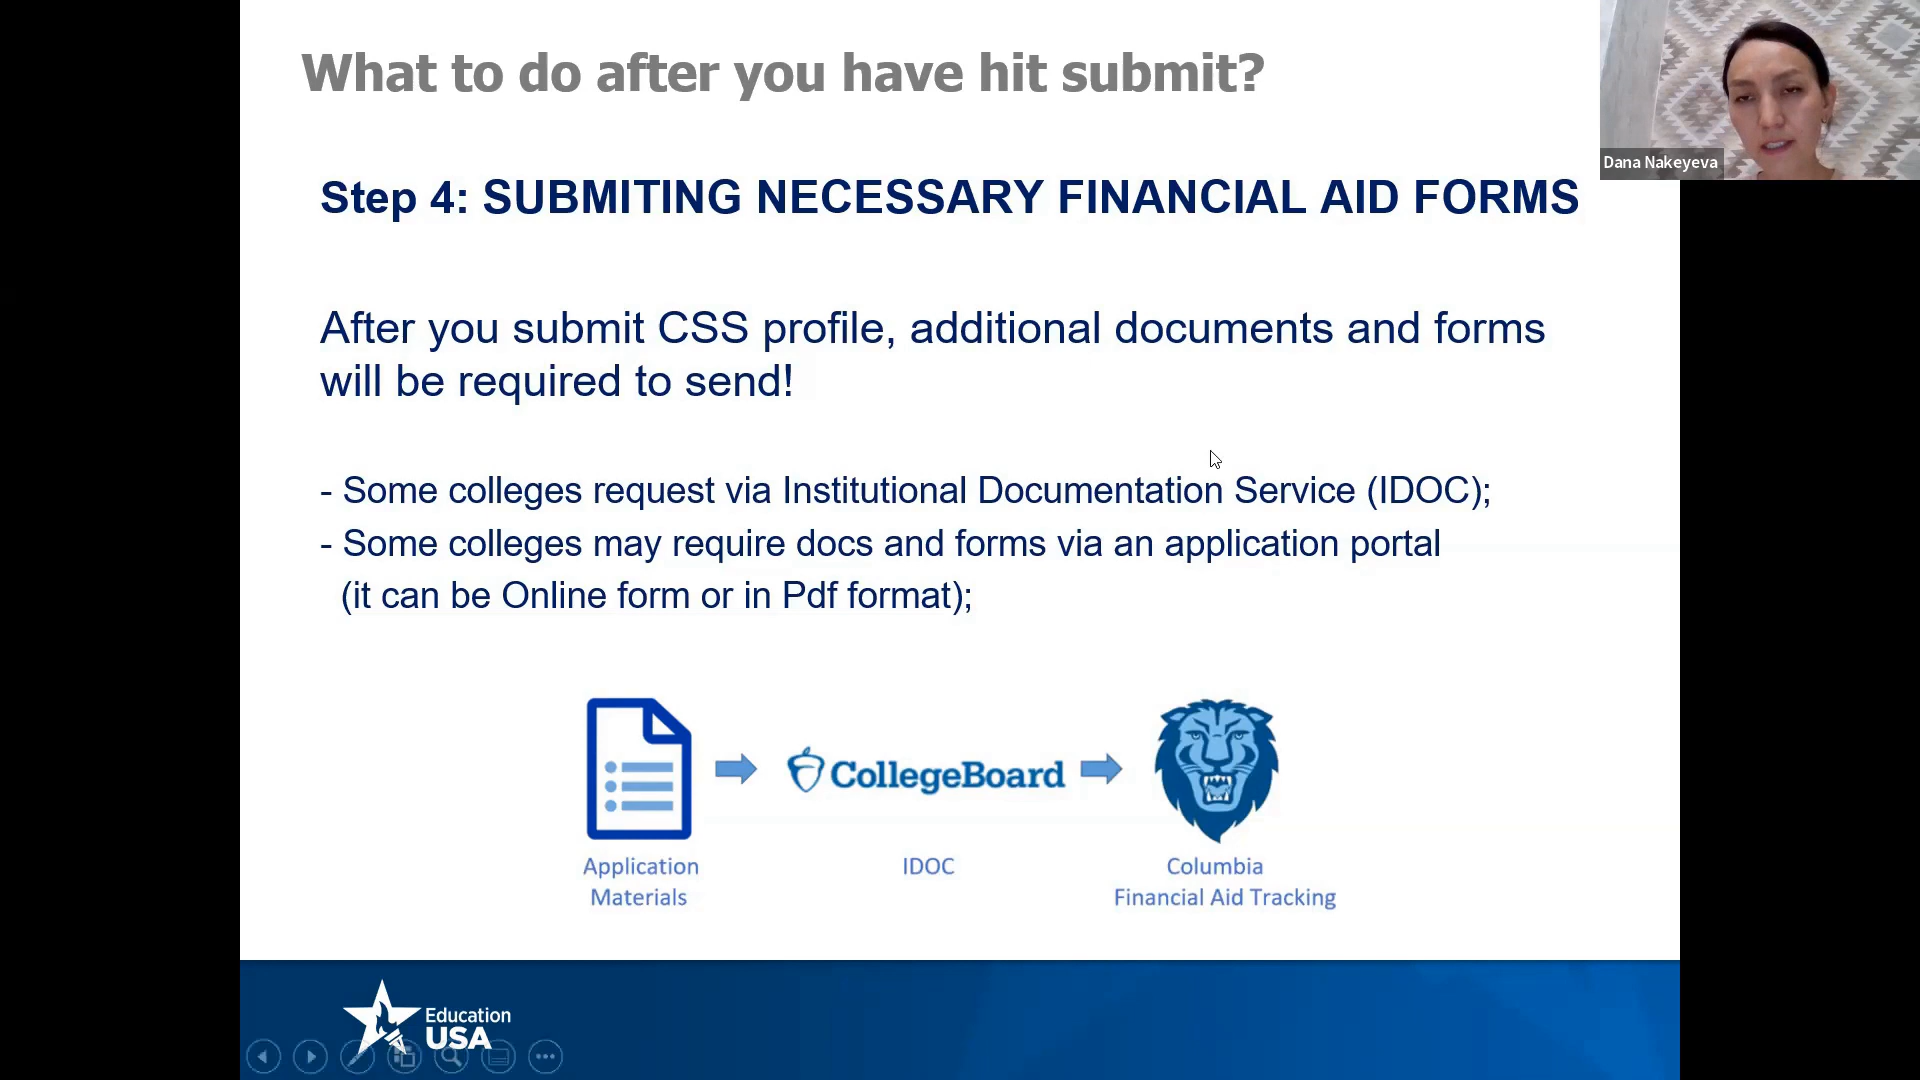 What to do after you have hit submit?
Dana Nakeyeva
Step 4: SUBMITING NECESSARY FINANCIAL AID FORMS
After you submit CSS profile, additional documents and forms
will be required to send!
- Some colleges request via Institutional Documentation Service (IDOC);
- Some colleges may require docs and forms via an application portal
(it can be Online form or in Pdf format);
CollegeBoard
Application
Materials
IDOC
Columbia
Financial Aid Tracking
Education
USA